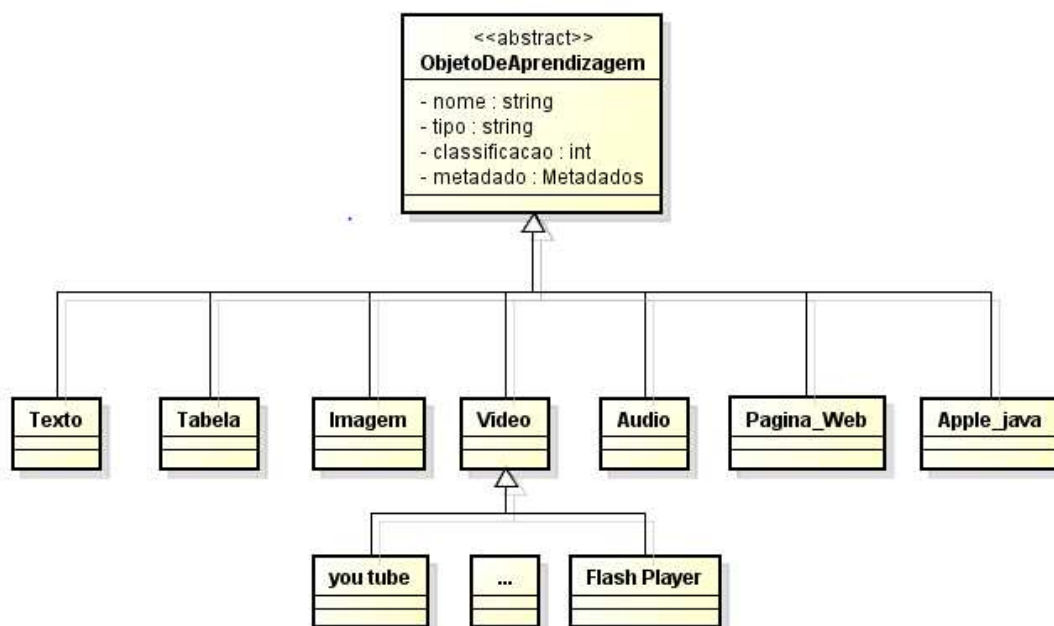 <<abstract>>
ObjetoDeAprendizagem
- nome : string
- tipo : string
- classificacao : int
- metadado : Metadados
Texto
Tabela
Imagem
Video
Audio
Pagina_Web
Apple_java
you tube
...
Flash Player